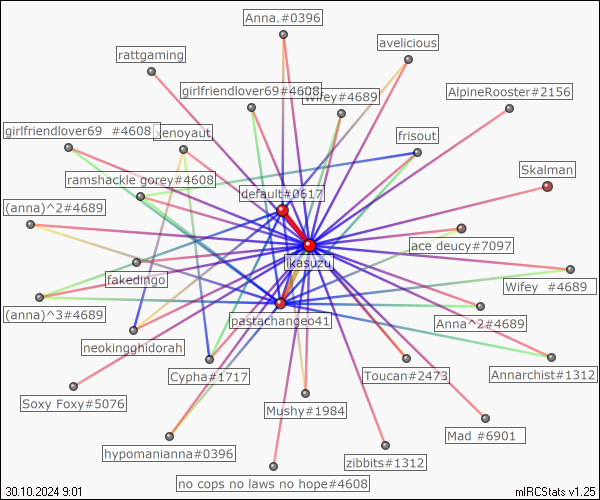 Anna.#0396
avelicious
rattgaming
girlfriendlover69#4608
Wifey#4689
AlpineRooster#2156
girlfriendlover69  #4608
xenoyaut
frisout
Skalman
ramshackle gorey#4608
default#0617
(anna)^2#4689
ace deucy#7097
ikasuzu
fakedingo
Wifey  #4689
(anna)^3#4689
pastachangeo41
Anna^2#4689
neokingghidorah
Cypha#1717
Toucan#2473
Annarchist#1312
Soxy Foxy#5076
Mushy#1984
Mad #6901
hypomanianna#0396
zibbits#1312
no cops no laws no hope#4608
30.10.2024 9:01
mIRCStats v1.25